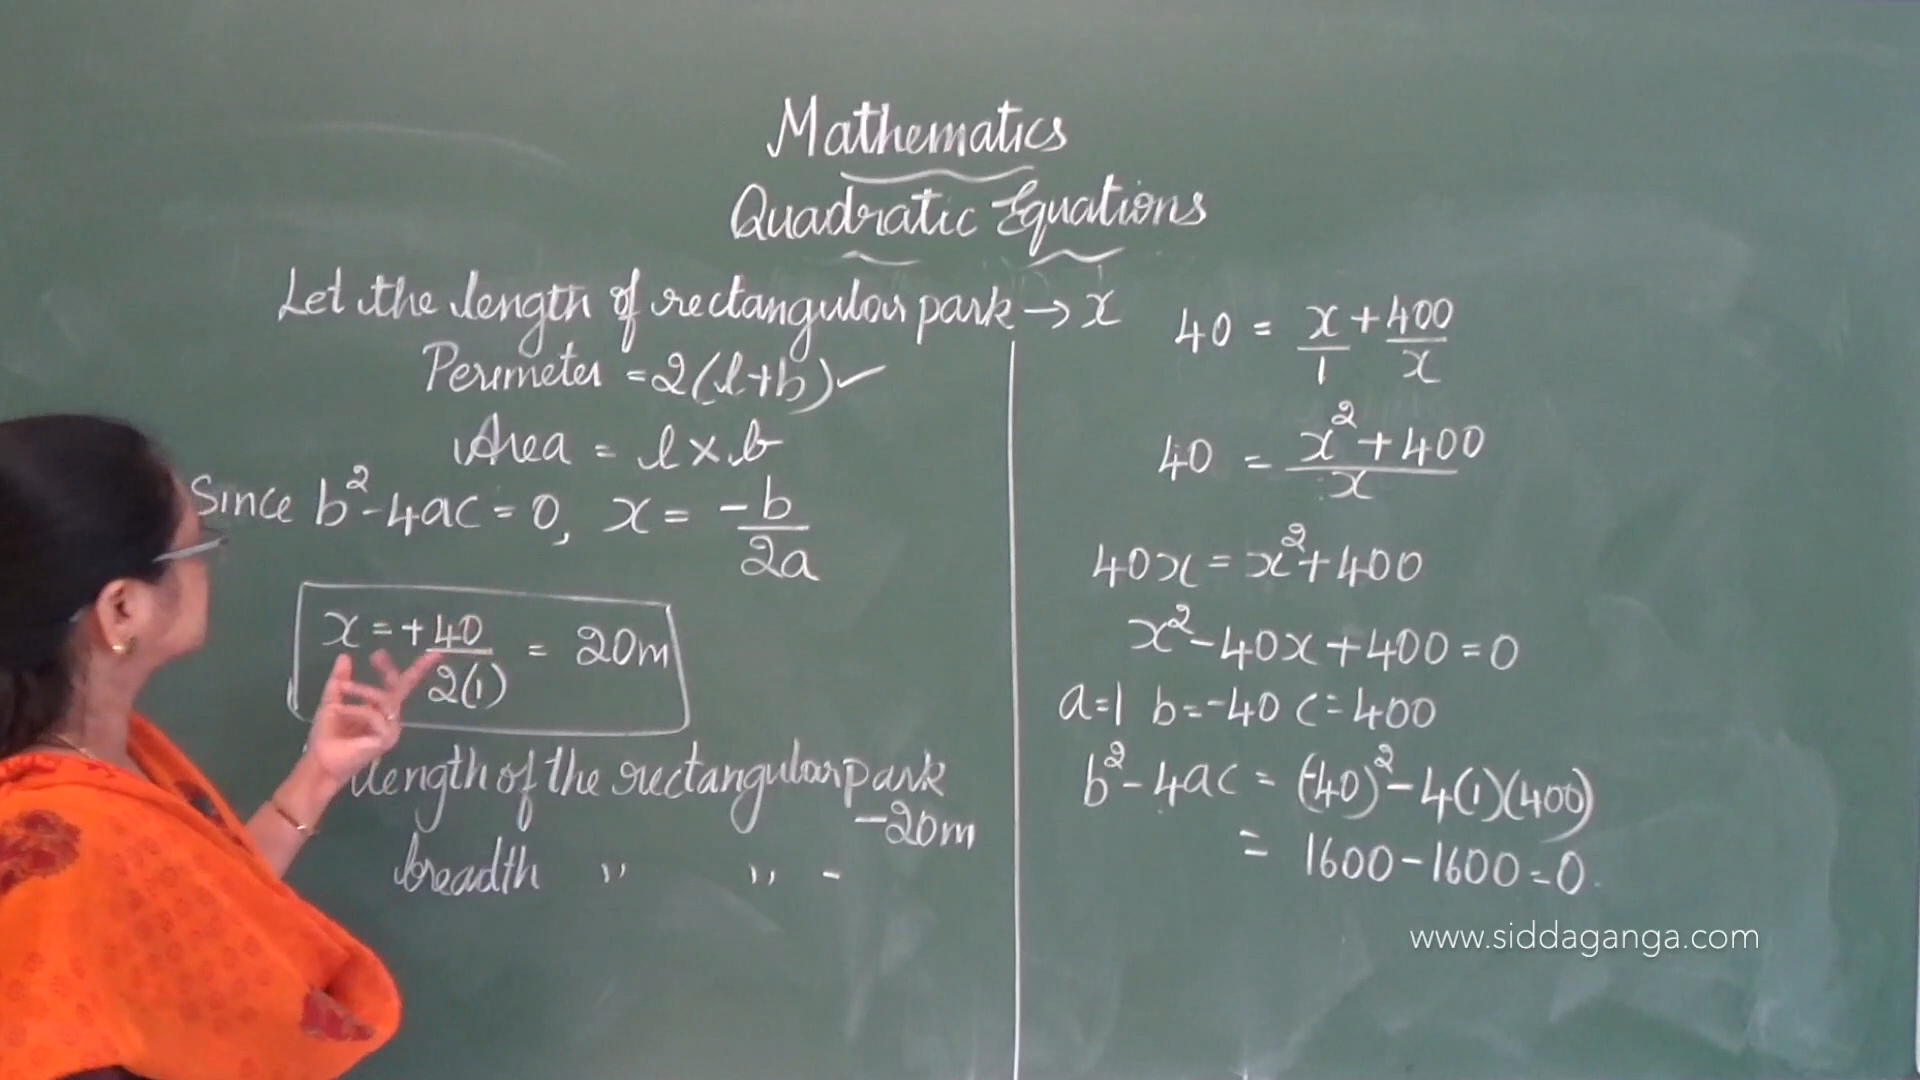 Mathematics
Quadratic Equations
Let the length of rectangular park → x
Perimeter = 2(l+b) ✓
Area = l × b
Since b² - 4ac = 0, x = -b/2a
x = +40/2(1) = 20m
length of the rectangular park
- 20m
breadth " " -
40 = x/1 + 400/x
40 = x² + 400/x
40x = x² + 400
x² - 40x + 400 = 0
a=1 b=-40 c=400
b² - 4ac = (-40)² - 4(1)(400)
= 1600 - 1600 = 0.
www.siddaganga.com